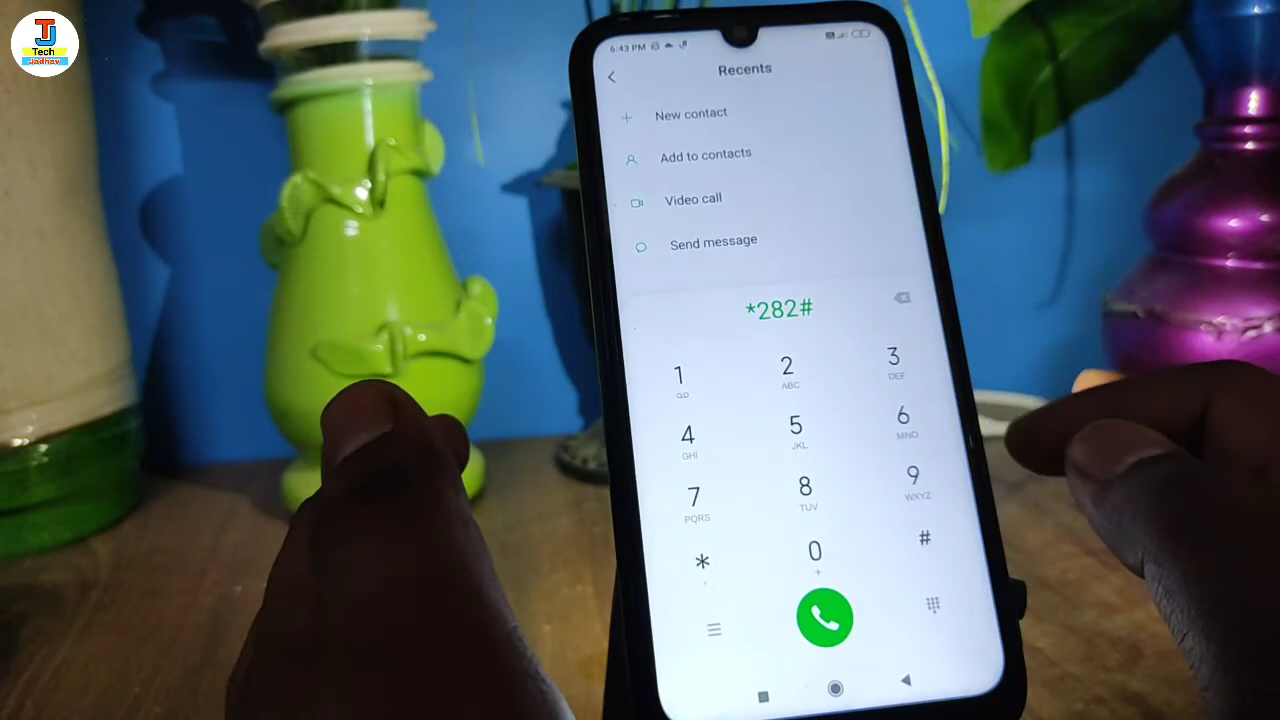 TJ
Tech
Jadhav
6:43 PM
Recents
New contact
Add to contacts
Video call
Send message
*282#
1 2 ABC 3 DEF
4 GHI 5 JKL 6 MNO
7 PQRS 8 TUV 9 WXYZ
* , 0 + #